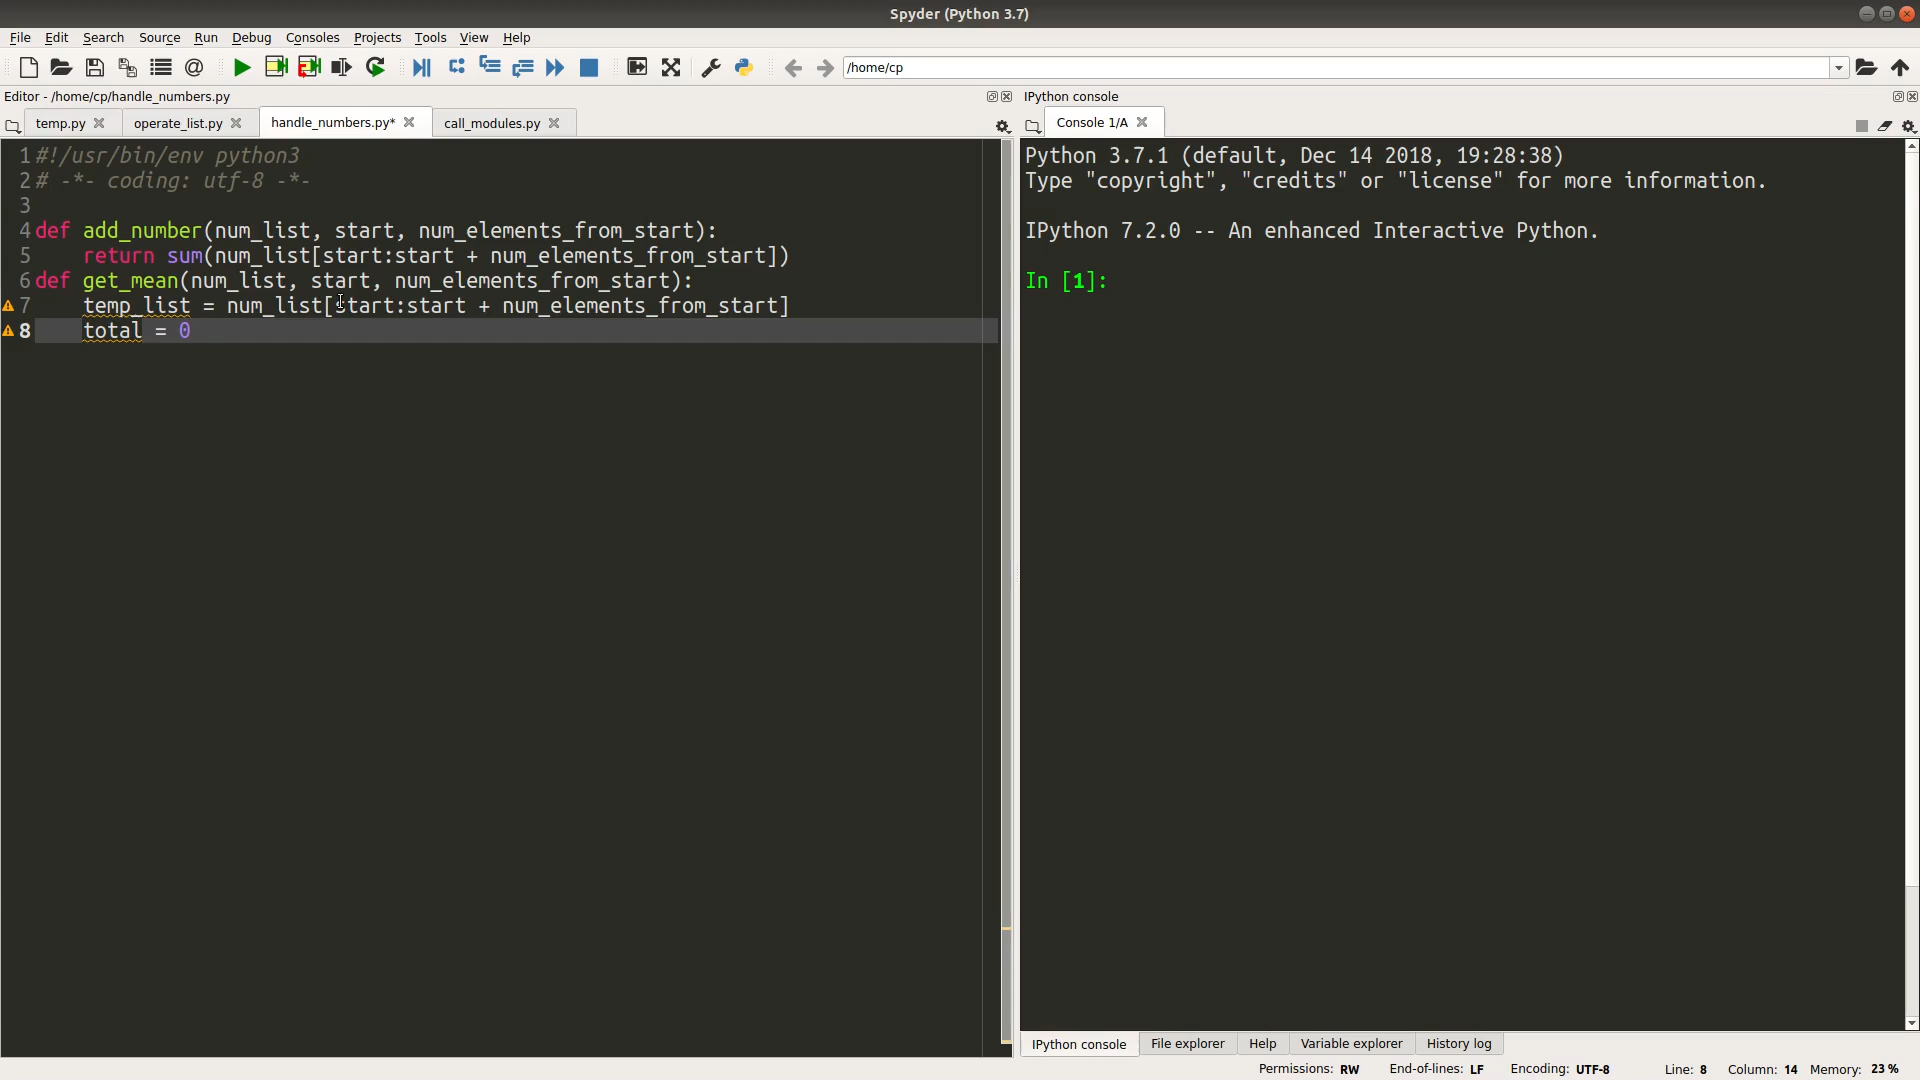 Spyder (Python 3.7)
File Edit Search Source Run Debug Consoles Projects Tools View Help
/home/cp
Editor - /home/cp/handle_numbers.py
IPython console
temp.py operate_list.py handle_numbers.py* call_modules.py
Console 1/A
1 #!/usr/bin/env python3
2 # -*- coding: utf-8 -*-
3
4 def add_number(num_list, start, num_elements_from_start):
5     return sum(num_list[start:start + num_elements_from_start])
6 def get_mean(num_list, start, num_elements_from_start):
7     temp_list = num_list[start:start + num_elements_from_start]
8     total = 0
Python 3.7.1 (default, Dec 14 2018, 19:28:38)
Type "copyright", "credits" or "license" for more information.
IPython 7.2.0 -- An enhanced Interactive Python.
In [1]:
IPython console File explorer Help Variable explorer History log
Permissions: RW End-of-lines: LF Encoding: UTF-8 Line: 8 Column: 14 Memory: 23 %